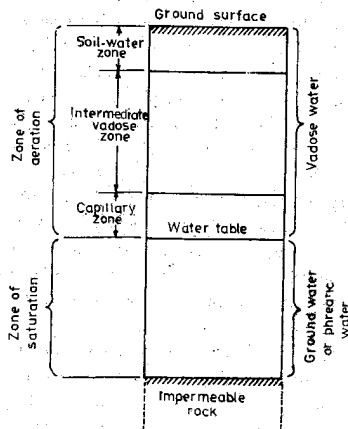 Ground surface
Soil-water
zone
Intermediate
vadose
zone
Zone of
aeration
Vadose water
Capillary
zone
Water table
Zone of
saturation
Ground water
or phreatic
water
Impermeable
rock